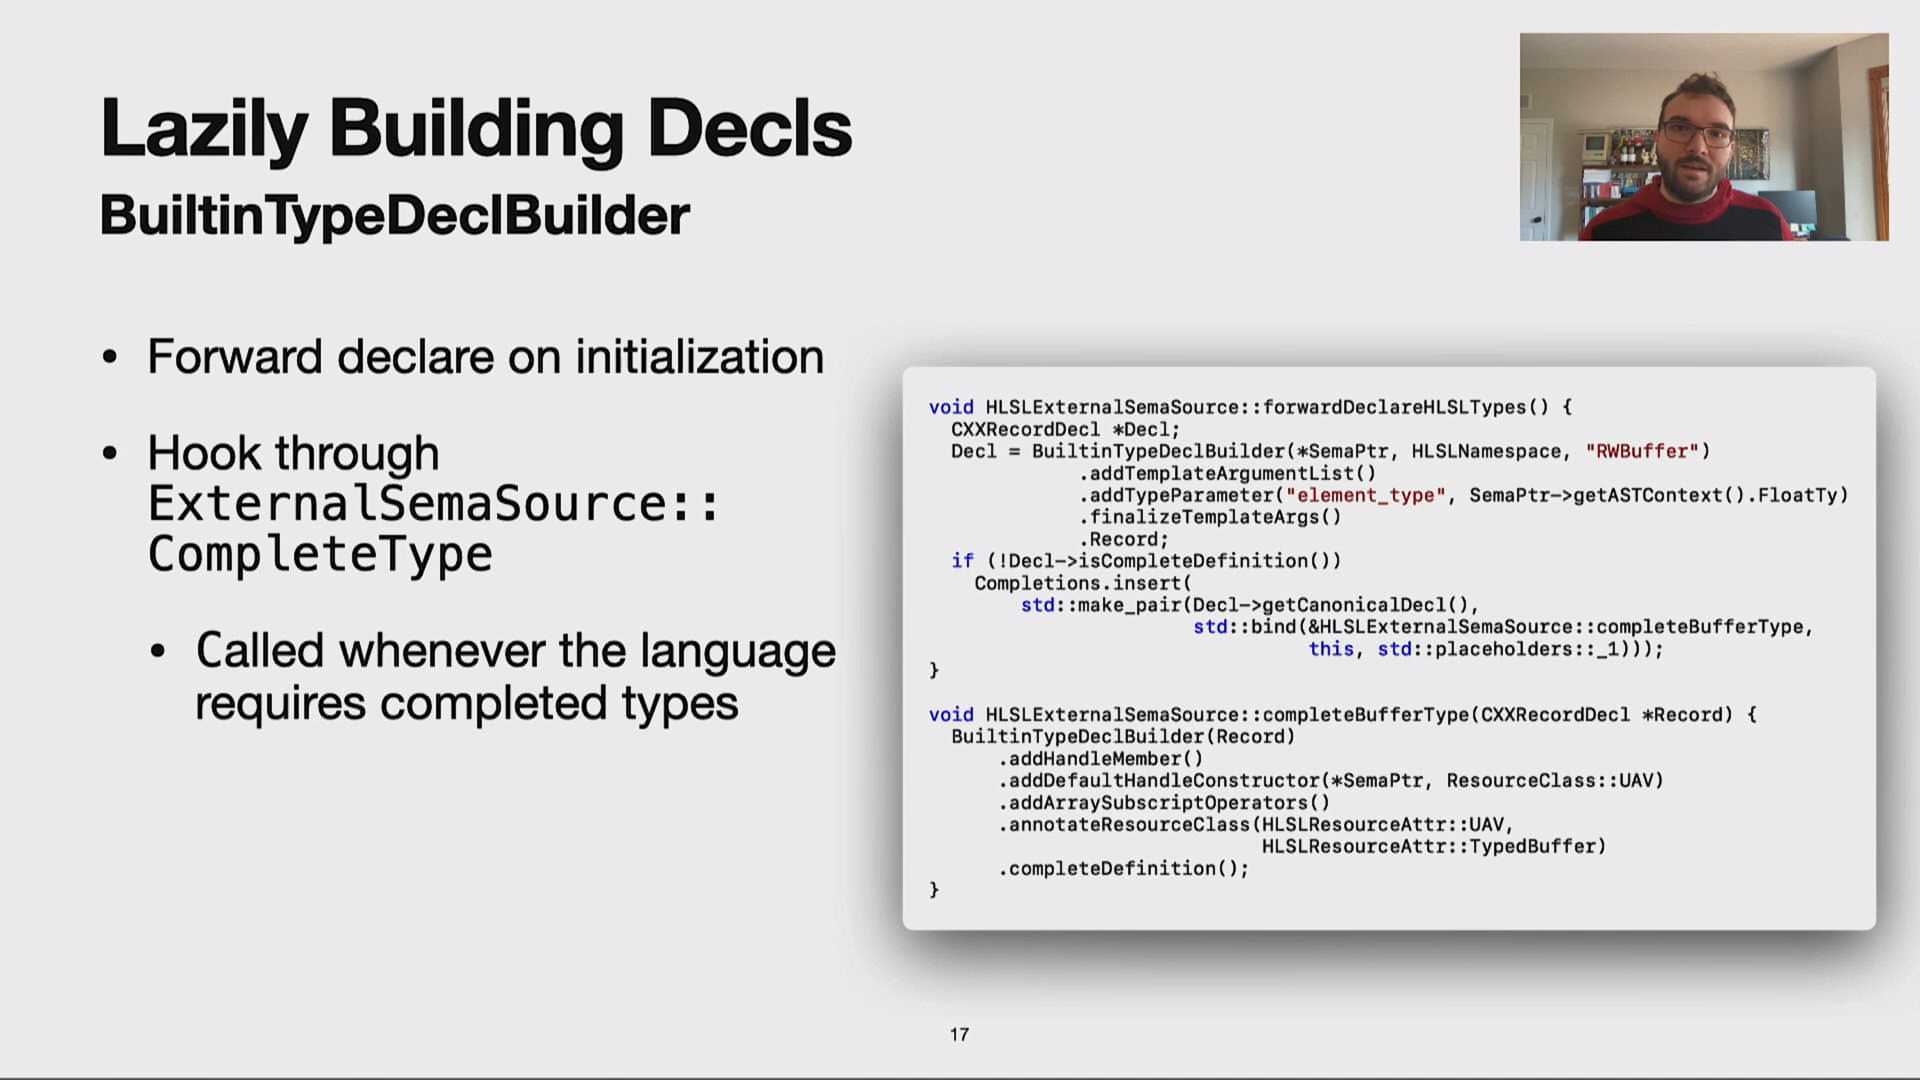 Lazily Building Decls
BuiltinTypeDeclBuilder
• Forward declare on initialization
• Hook through
ExternalSemaSource::
CompleteType
• Called whenever the language
requires completed types
void HLSLExternalSemaSource::forwardDeclareHLSLTypes() {
  CXXRecordDecl *Decl;
  Decl = BuiltinTypeDeclBuilder(*SemaPtr, HLSLNamespace, "RWBuffer")
             .addTemplateArgumentList()
             .addTypeParameter("element_type", SemaPtr->getASTContext().FloatTy)
             .finalizeTemplateArgs()
             .Record;
  if (!Decl->isCompleteDefinition())
    Completions.insert(
        std::make_pair(Decl->getCanonicalDecl(),
                       std::bind(&HLSLExternalSemaSource::completeBufferType,
                                 this, std::placeholders::_1)));
}
void HLSLExternalSemaSource::completeBufferType(CXXRecordDecl *Record) {
  BuiltinTypeDeclBuilder(Record)
      .addHandleMember()
      .addDefaultHandleConstructor(*SemaPtr, ResourceClass::UAV)
      .addArraySubscriptOperators()
      .annotateResourceClass(HLSLResourceAttr::UAV,
                             HLSLResourceAttr::TypedBuffer)
      .completeDefinition();
}
17